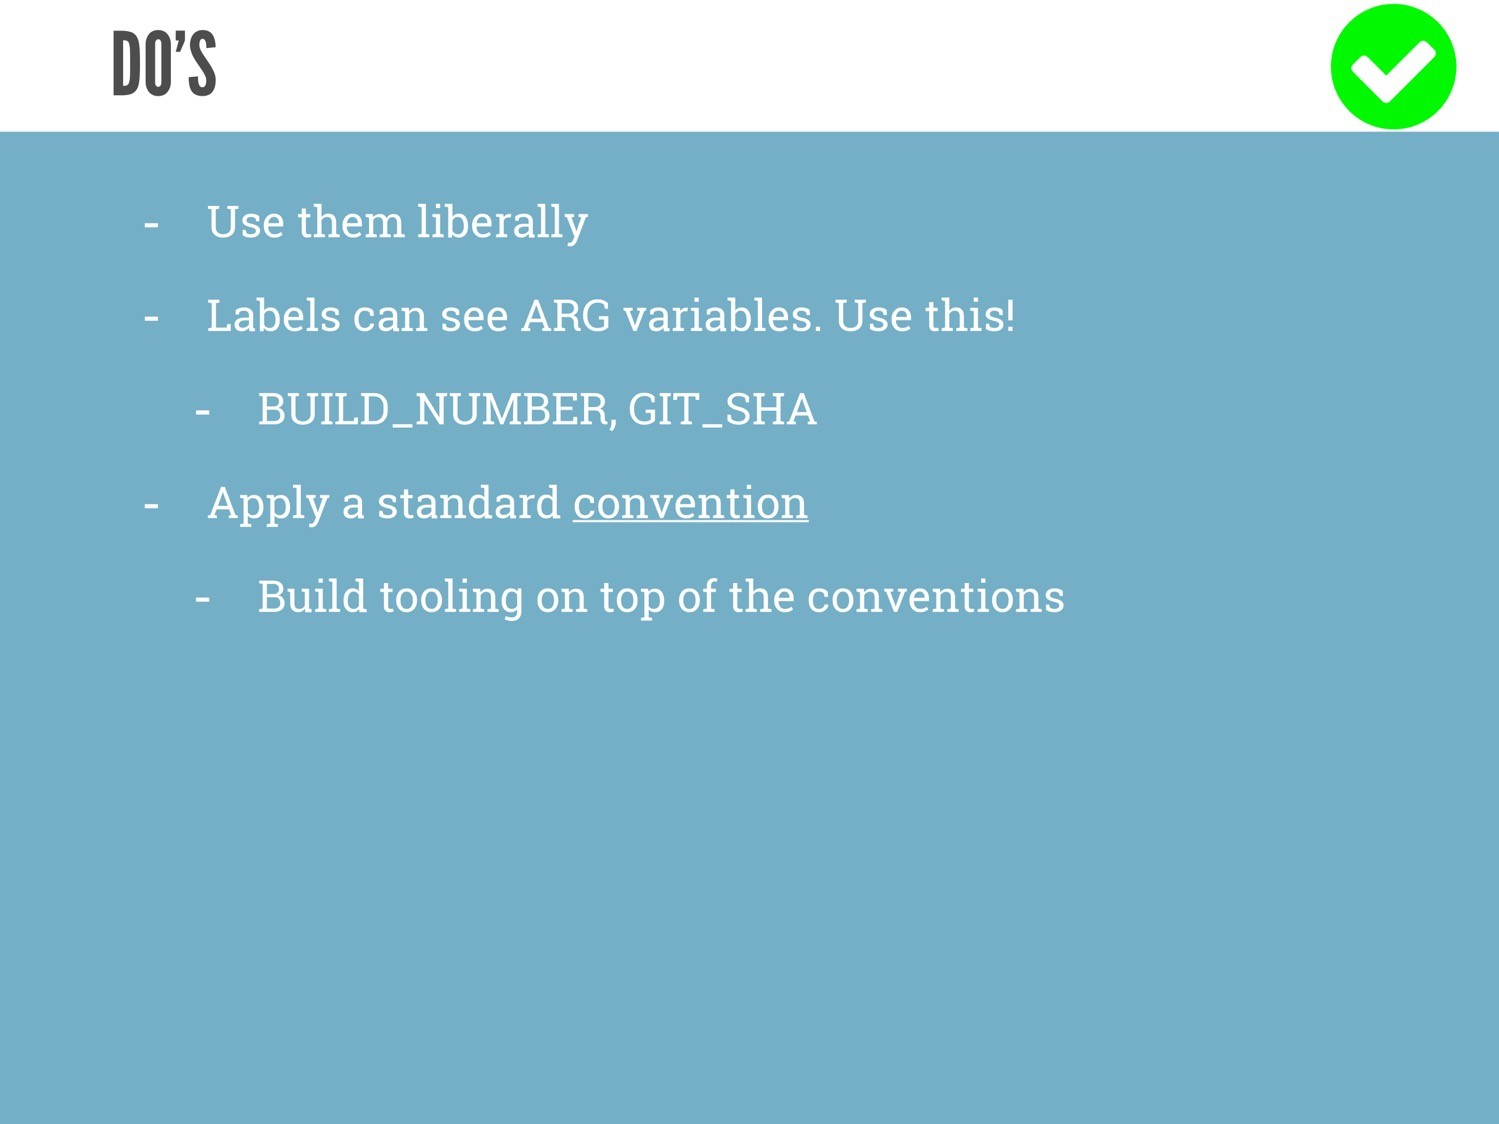 DO’S
- Use them liberally
- Labels can see ARG variables. Use this!
- BUILD_NUMBER, GIT_SHA
- Apply a standard convention
- Build tooling on top of the conventions